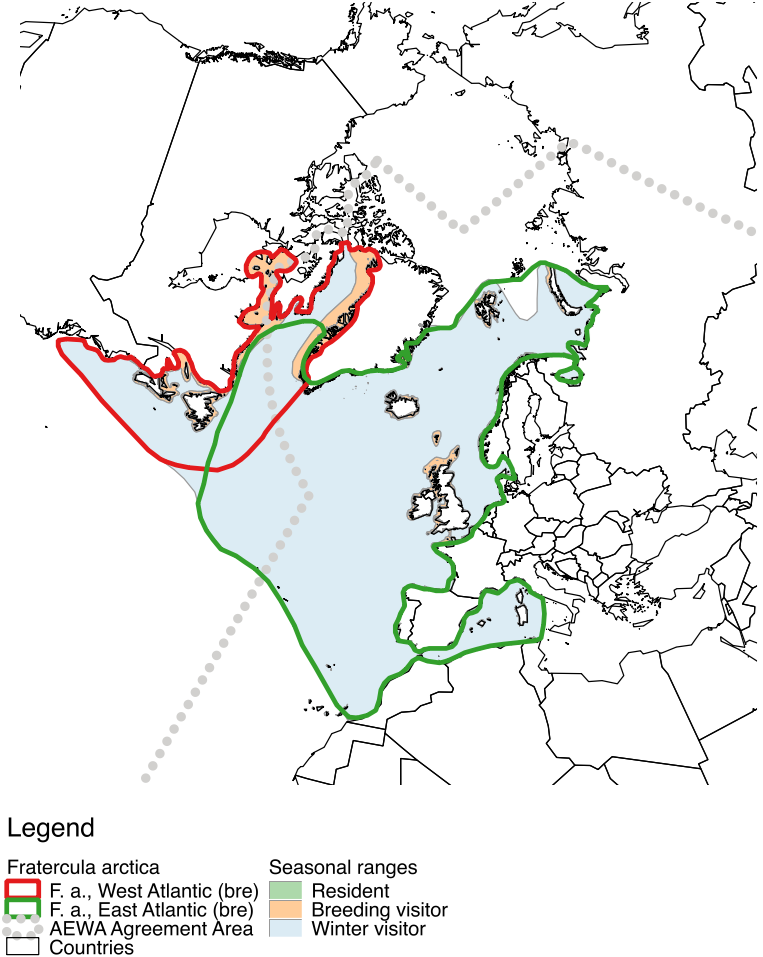 Legend
Fratercula arctica
F. a., West Atlantic (bre)
F. a., East Atlantic (bre)
AEWA Agreement Area
Countries
Seasonal ranges
Resident
Breeding visitor
Winter visitor